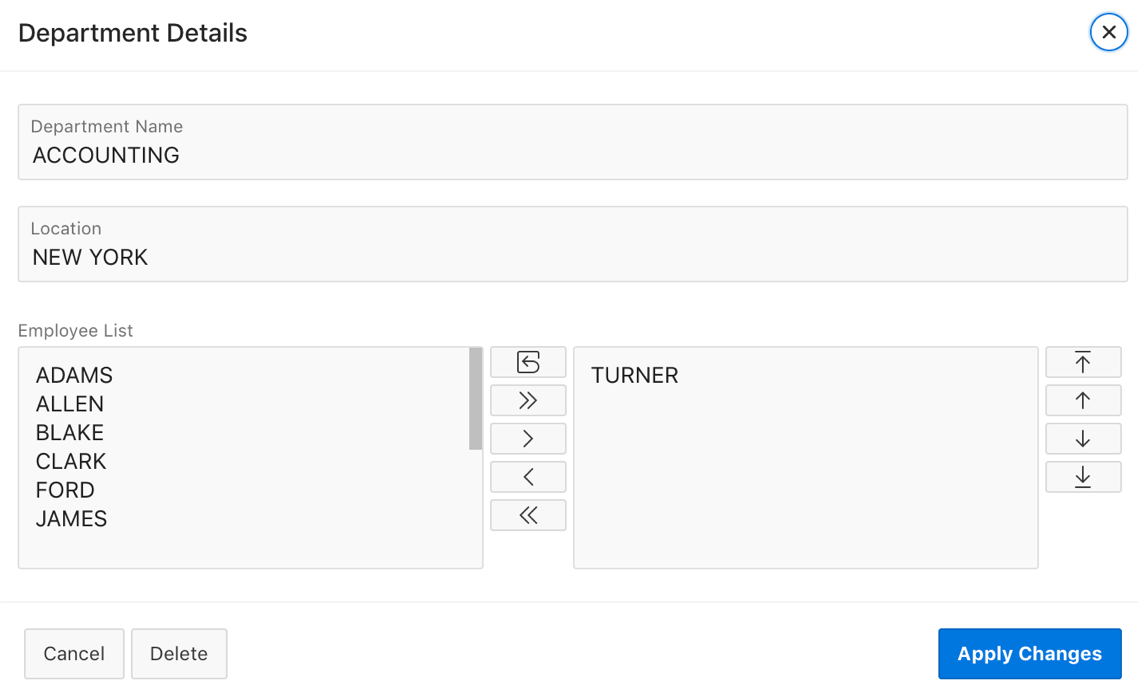 Department Details
Department Name
ACCOUNTING
Location
NEW YORK
Employee List
ADAMS
ALLEN
BLAKE
CLARK
FORD
JAMES
TURNER
Cancel
Delete
Apply Changes